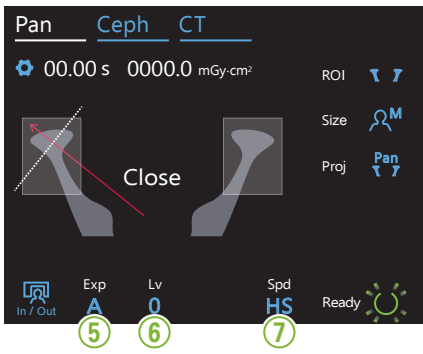 Pan Ceph CT
00.00 s 0000.0 mGy·cm²
ROI
Size M
Close
Proj Pan
In / Out
Exp Lv Spd
A 0 HS
Ready
⑤ ⑥ ⑦